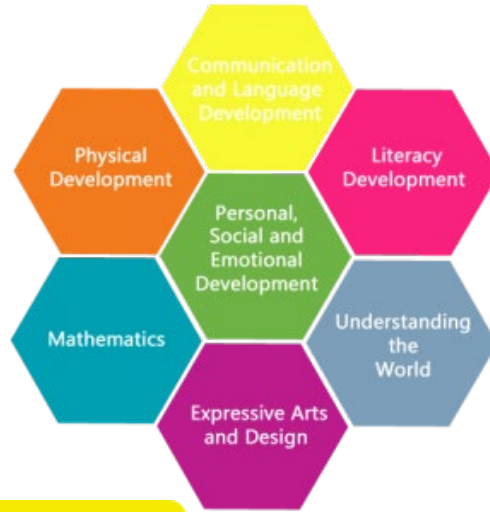 Communication
and Language
Development
Physical
Development
Literacy
Development
Personal,
Social and
Emotional
Development
Mathematics
Understanding
the
World
Expressive Arts
and Design